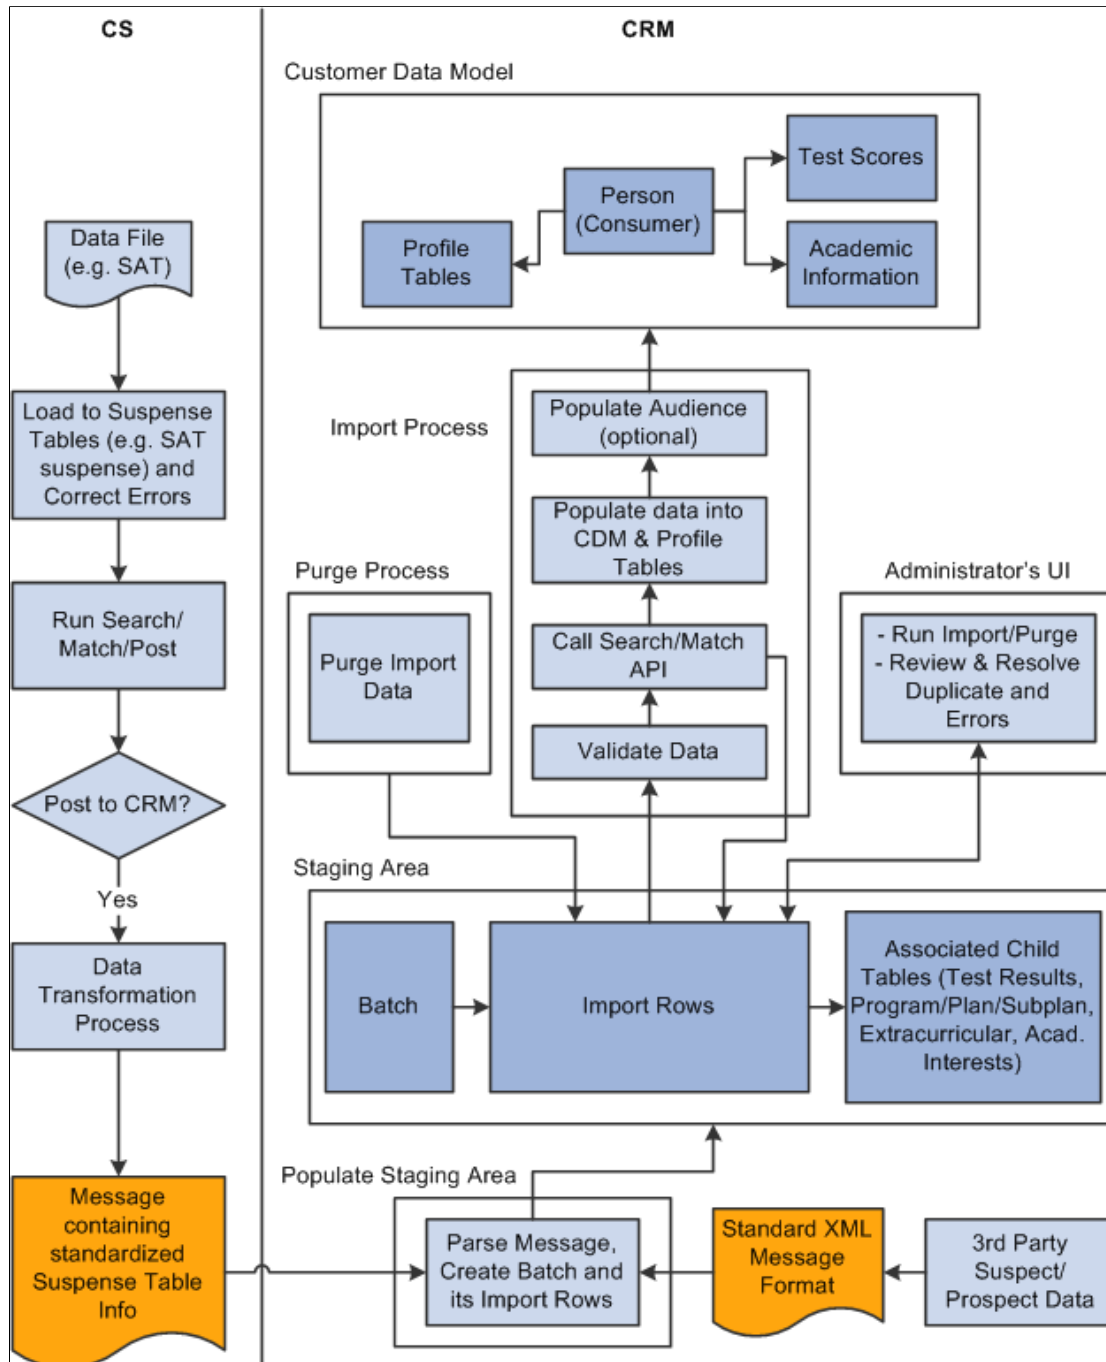 CS
CRM
Customer Data Model
Test Scores
Person
(Consumer)
Profile
Tables
Academic
Information
Data File
(e.g. SAT)
Load to Suspense
Tables (e.g. SAT
suspense) and
Correct Errors
Run Search/
Match/Post
Post to CRM?
Yes
Data
Transformation
Process
Message
containing
standardized
Suspense Table
Info
Import Process
Populate Audience
(optional)
Populate data into
CDM & Profile
Tables
Call Search/Match
API
Validate Data
Purge Process
Purge Import
Data
Administrator's UI
- Run Import/Purge
- Review & Resolve
Duplicate and
Errors
Staging Area
Batch
Import Rows
Associated Child
Tables (Test Results,
Program/Plan/Subplan,
Extracurricular, Acad.
Interests)
Populate Staging Area
Parse Message,
Create Batch and
its Import Rows
Standard XML
Message
Format
3rd Party
Suspect/
Prospect Data